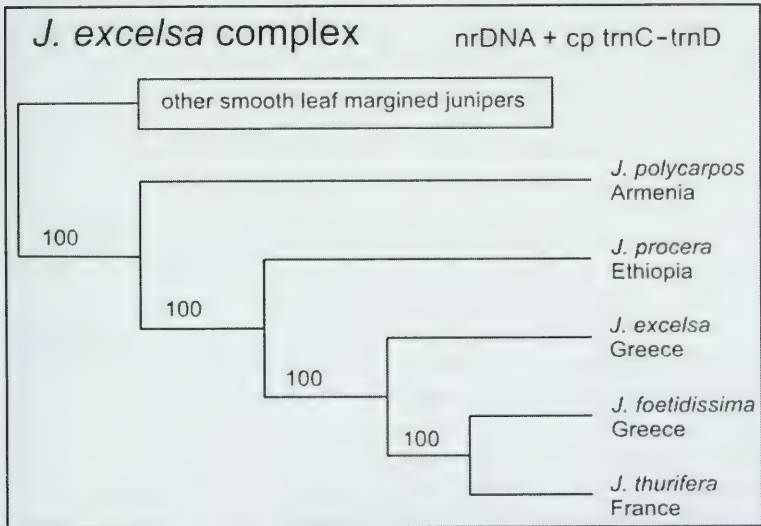 J. excelsa complex nrDNA + cp trnC-trnD
other smooth leaf margined junipers
J. polycarpos
Armenia
100
J. procera
Ethiopia
100
J. excelsa
Greece
100
J. foetidissima
Greece
100
J. thurifera
France